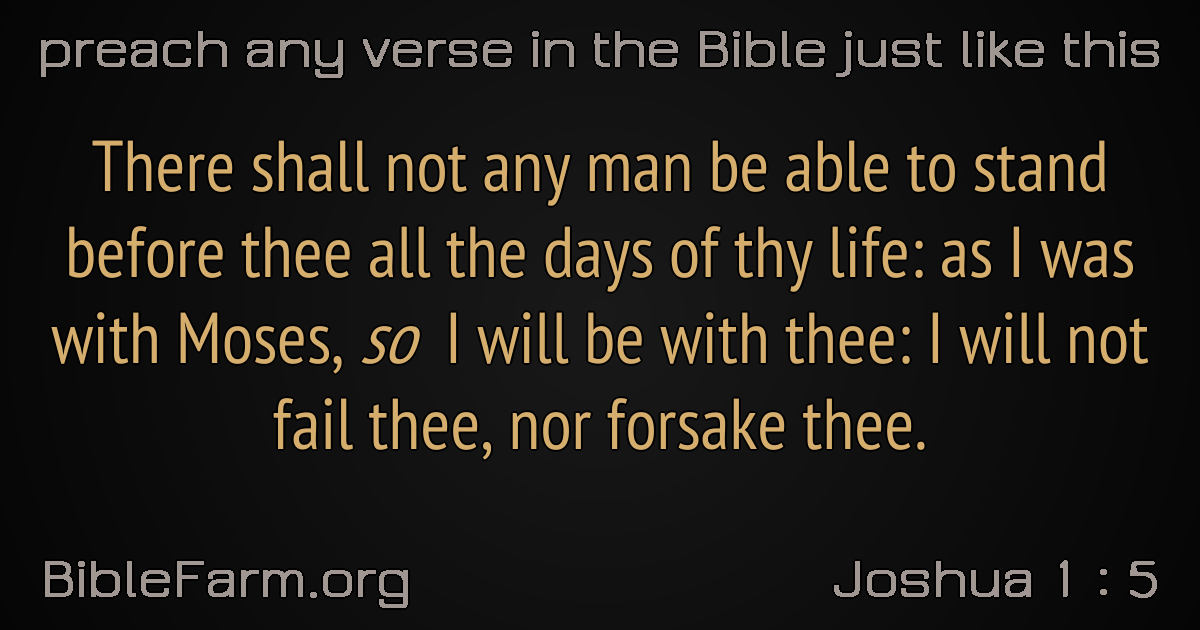 preach any verse in the Bible just like this
There shall not any man be able to stand
before thee all the days of thy life: as I was
with Moses, so I will be with thee: I will not
fail thee, nor forsake thee.
BibleFarm.org
Joshua 1 : 5